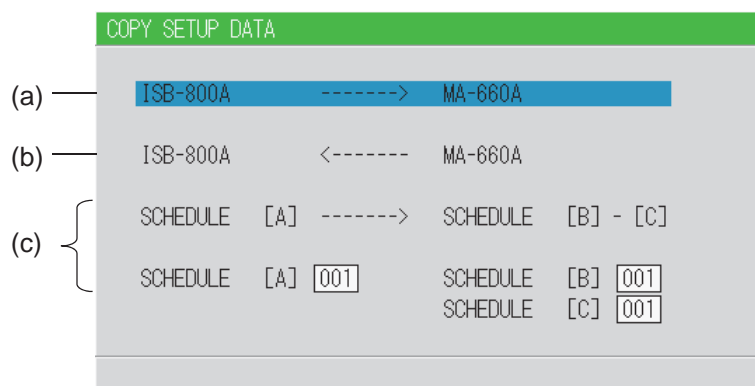 COPY SETUP DATA
(a) ISB-800A -------> MA-660A
(b) ISB-800A <------- MA-660A
(c) SCHEDULE [A] -------> SCHEDULE [B] - [C]
SCHEDULE [A] 001 SCHEDULE [B] 001
SCHEDULE [C] 001